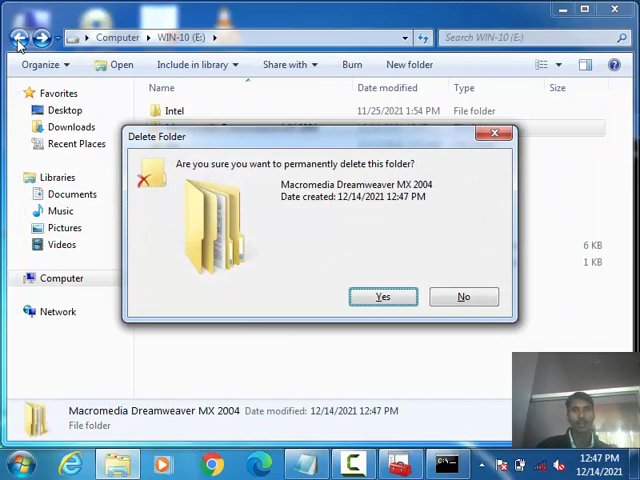 Computer
WIN-10 (E:)
Search WIN-10 (E:)
Organize
Open
Include in library
Share with
Burn
New folder
Favorites
Desktop
Downloads
Recent Places
Libraries
Documents
Music
Pictures
Videos
Computer
Network
Name
Date modified
Type
Size
Intel
11/25/2021 1:54 PM
File folder
6 KB
1 KB
Delete Folder
Are you sure you want to permanently delete this folder?
Macromedia Dreamweaver MX 2004
Date created: 12/14/2021 12:47 PM
Yes
No
Macromedia Dreamweaver MX 2004 Date modified: 12/14/2021 12:47 PM
File folder
12:47 PM
12/14/2021